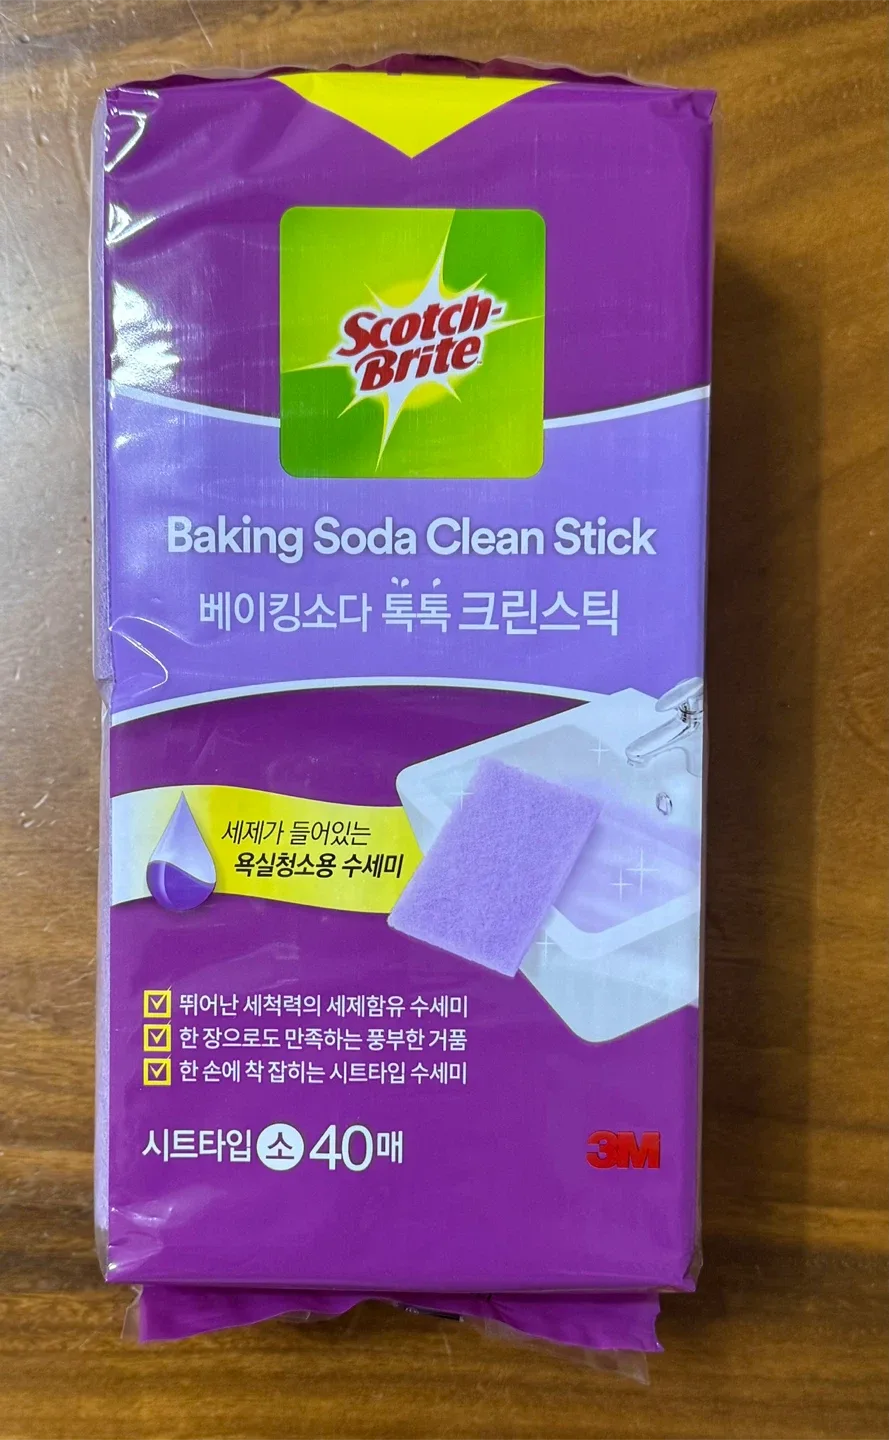 Scotch-
Brite
Baking Soda Clean Stick
베이킹소다 톡톡 크린스틱
세제가 들어있는
욕실청소용 수세미
뛰어난 세척력의 세제함유 수세미
한 장으로도 만족하는 풍부한 거품
한 손에 착 잡히는 시트타입 수세미
시트타입 소 40매
3M